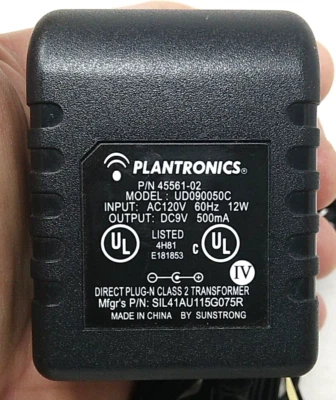 PLANTRONICS®
P/N 45561-02
MODEL : UD090050C
INPUT: AC120V 60Hz 12W
OUTPUT: DC9V 500mA
UL LISTED c UL
4H81
E181853
IV
DIRECT PLUG-N CLASS 2 TRANSFORMER
Mfgr's P/N: SIL41AU115G075R
MADE IN CHINA BY SUNSTRONG